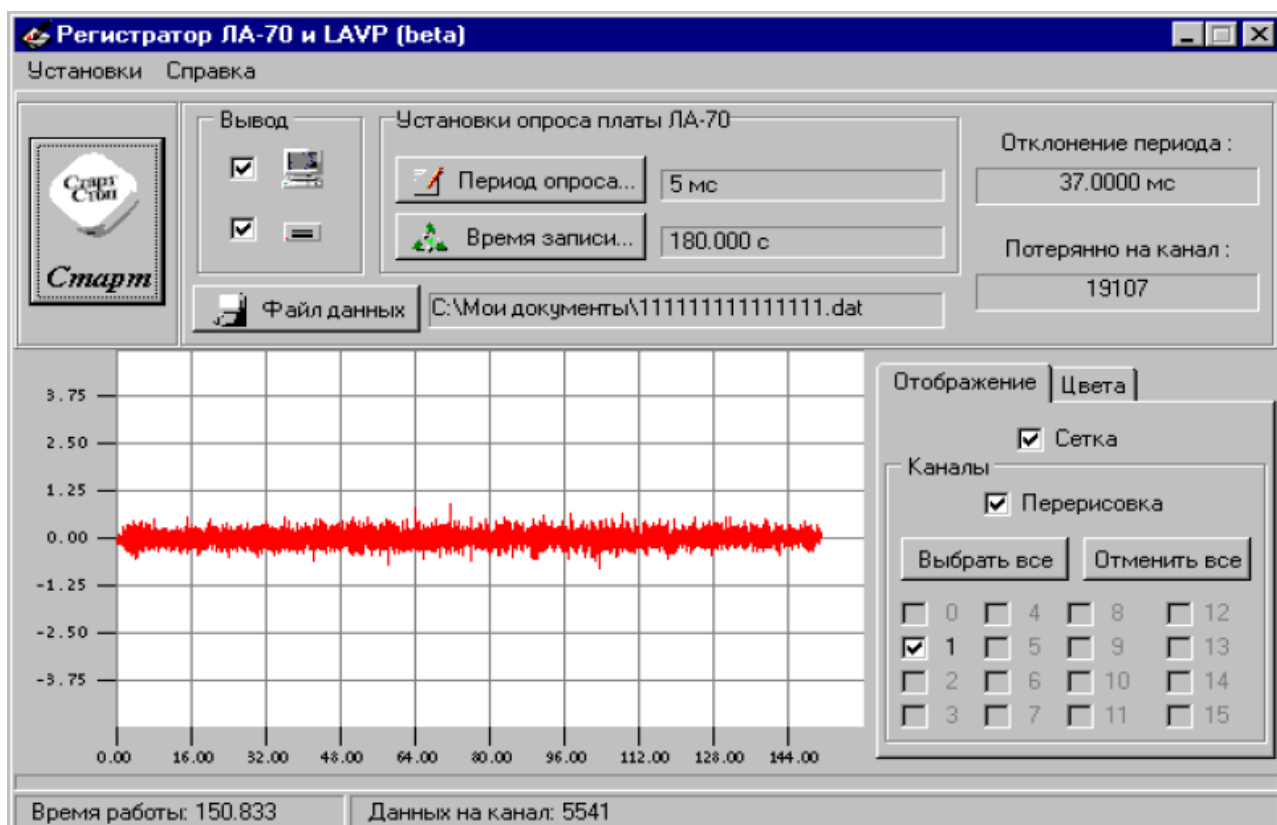 Регистратор ЛА-70 и LAVP (beta)
Установки Справка
Старт
Стоп
Старт
Вывод
Установки опроса платы ЛА-70
Период опроса... 5 мс
Время записи... 180.000 с
Файл данных C:\Мои документы\111111111111111.dat
Отклонение периода :
37.0000 мс
Потерянно на канал :
19107
3.75
2.50
1.25
0.00
-1.25
-2.50
-3.75
0.00 16.00 32.00 48.00 64.00 80.00 96.00 112.00 128.00 144.00
Отображение Цвета
Сетка
Каналы
Перерисовка
Выбрать все Отменить все
0 4 8 12
1 5 9 13
2 6 10 14
3 7 11 15
Время работы: 150.833 Данных на канал: 5541